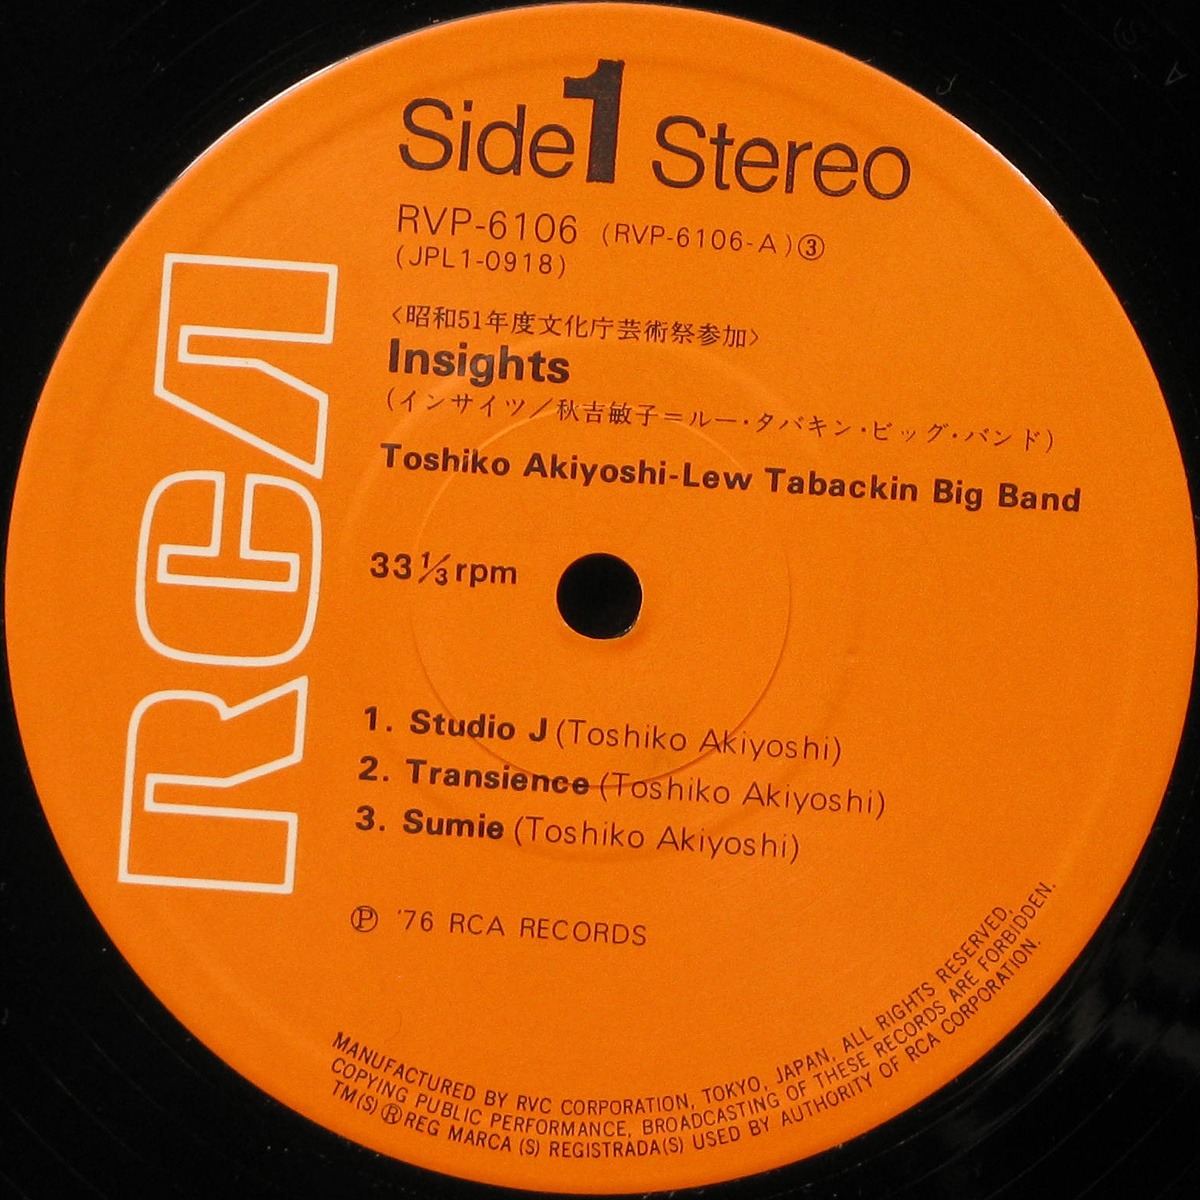 Side 1 Stereo
RVP-6106 (RVP-6106-A) ③
(JPL1-0918)
<昭和51年度文化庁芸術祭参加>
Insights
(インサイツ/秋吉敏子=ルー・タバキン・ビッグ・バンド)
Toshiko Akiyoshi-Lew Tabackin Big Band
33⅓rpm
RCA
1. Studio J (Toshiko Akiyoshi)
2. Transience (Toshiko Akiyoshi)
3. Sumie (Toshiko Akiyoshi)
Ⓟ '76 RCA RECORDS
MANUFACTURED BY RVC CORPORATION, TOKYO, JAPAN, ALL RIGHTS RESERVED,
COPYING PUBLIC PERFORMANCE, BROADCASTING OF THESE RECORDS ARE FORBIDDEN.
TM(S) ® REG MARCA (S) REGISTRADA(S) USED BY AUTHORITY OF RCA CORPORATION.